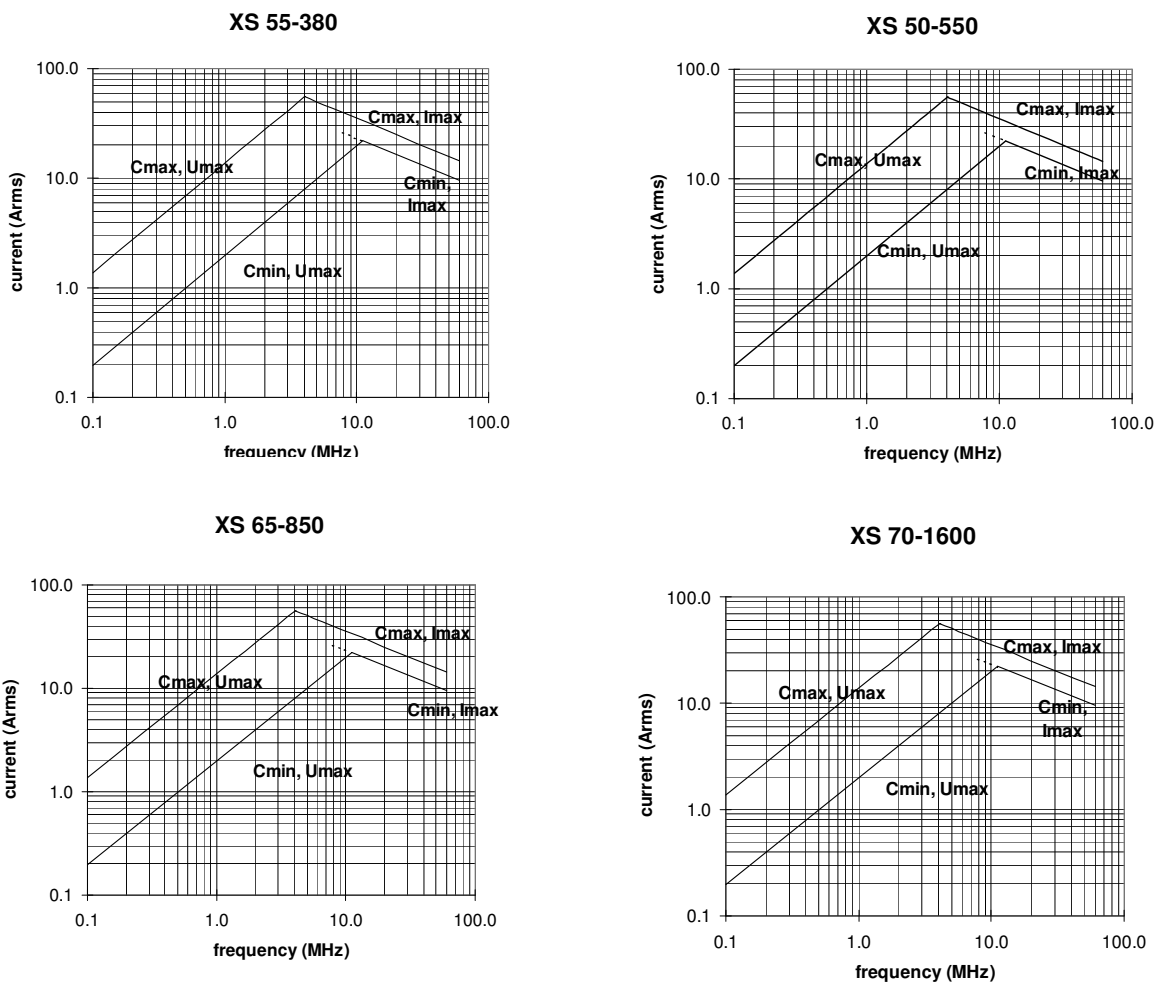 XS 55-380
100.0
10.0
1.0
0.1
0.1
1.0
10.0
100.0
current (Arms)
frequency (MHz)
Cmax, Umax
Cmax, Imax
Cmin,
Imax
Cmin, Umax
XS 50-550
100.0
10.0
1.0
0.1
0.1
1.0
10.0
100.0
current (Arms)
frequency (MHz)
Cmax, Umax
Cmax, Imax
Cmin, Imax
Cmin, Umax
XS 65-850
100.0
10.0
1.0
0.1
0.1
1.0
10.0
100.0
current (Arms)
frequency (MHz)
Cmax, Umax
Cmax, Imax
Cmin, Imax
Cmin, Umax
XS 70-1600
100.0
10.0
1.0
0.1
0.1
1.0
10.0
100.0
current (Arms)
frequency (MHz)
Cmax, Umax
Cmax, Imax
Cmin,
Imax
Cmin, Umax